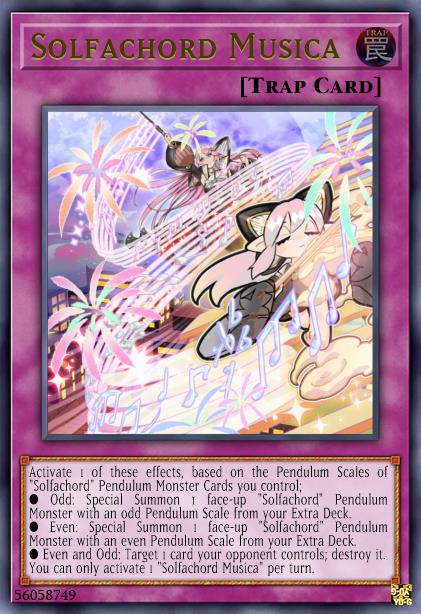 Solfachord Musica
TRAP
罠
[Trap Card]
Activate 1 of these effects, based on the Pendulum Scales of
"Solfachord" Pendulum Monster Cards you control;
● Odd: Special Summon 1 face-up "Solfachord" Pendulum
Monster with an odd Pendulum Scale from your Extra Deck.
● Even: Special Summon 1 face-up "Solfachord" Pendulum
Monster with an even Pendulum Scale from your Extra Deck.
● Even and Odd: Target 1 card your opponent controls; destroy it.
You can only activate 1 "Solfachord Musica" per turn.
56058749